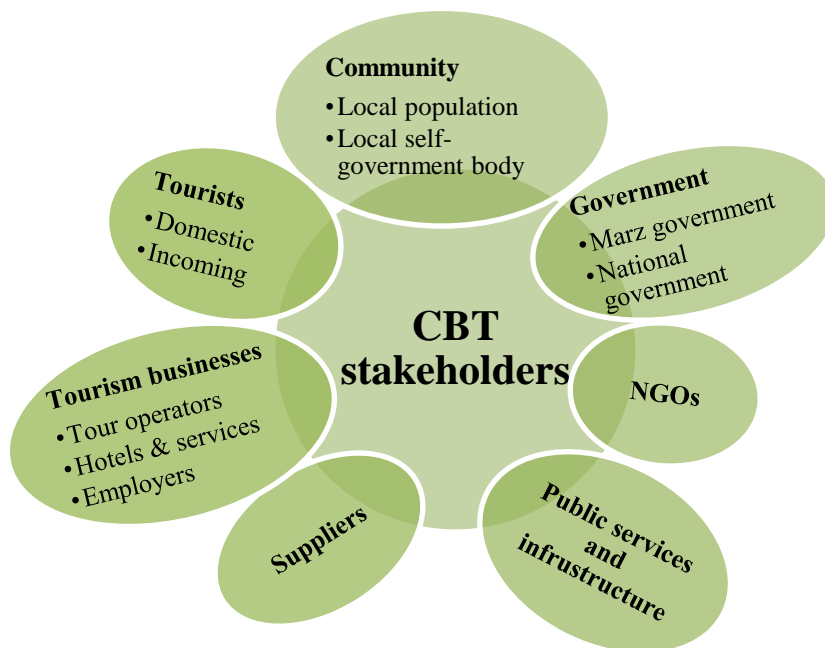 Community
•Local population
•Local self-
government body
Tourists
•Domestic
•Incoming
Government
•Marz government
•National
government
CBT
stakeholders
Tourism businesses
•Tour operators
•Hotels & services
•Employers
NGOs
Suppliers
Public services
and
infrustructure